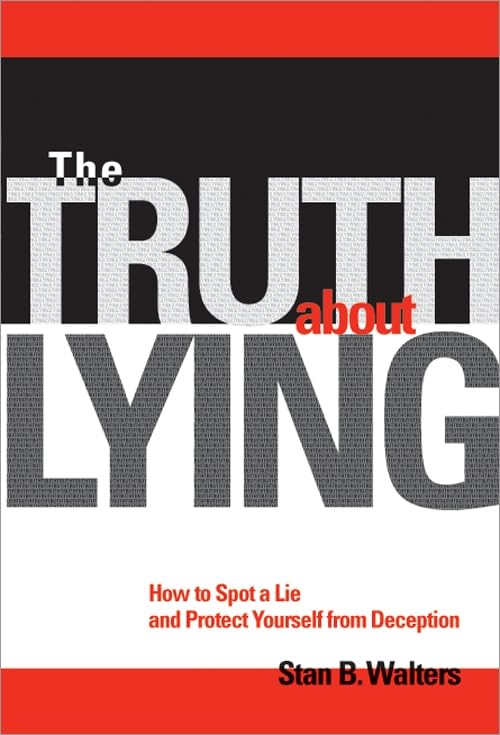 The
TRUTH
about
LYING
How to Spot a Lie
and Protect Yourself from Deception
Stan B. Walters